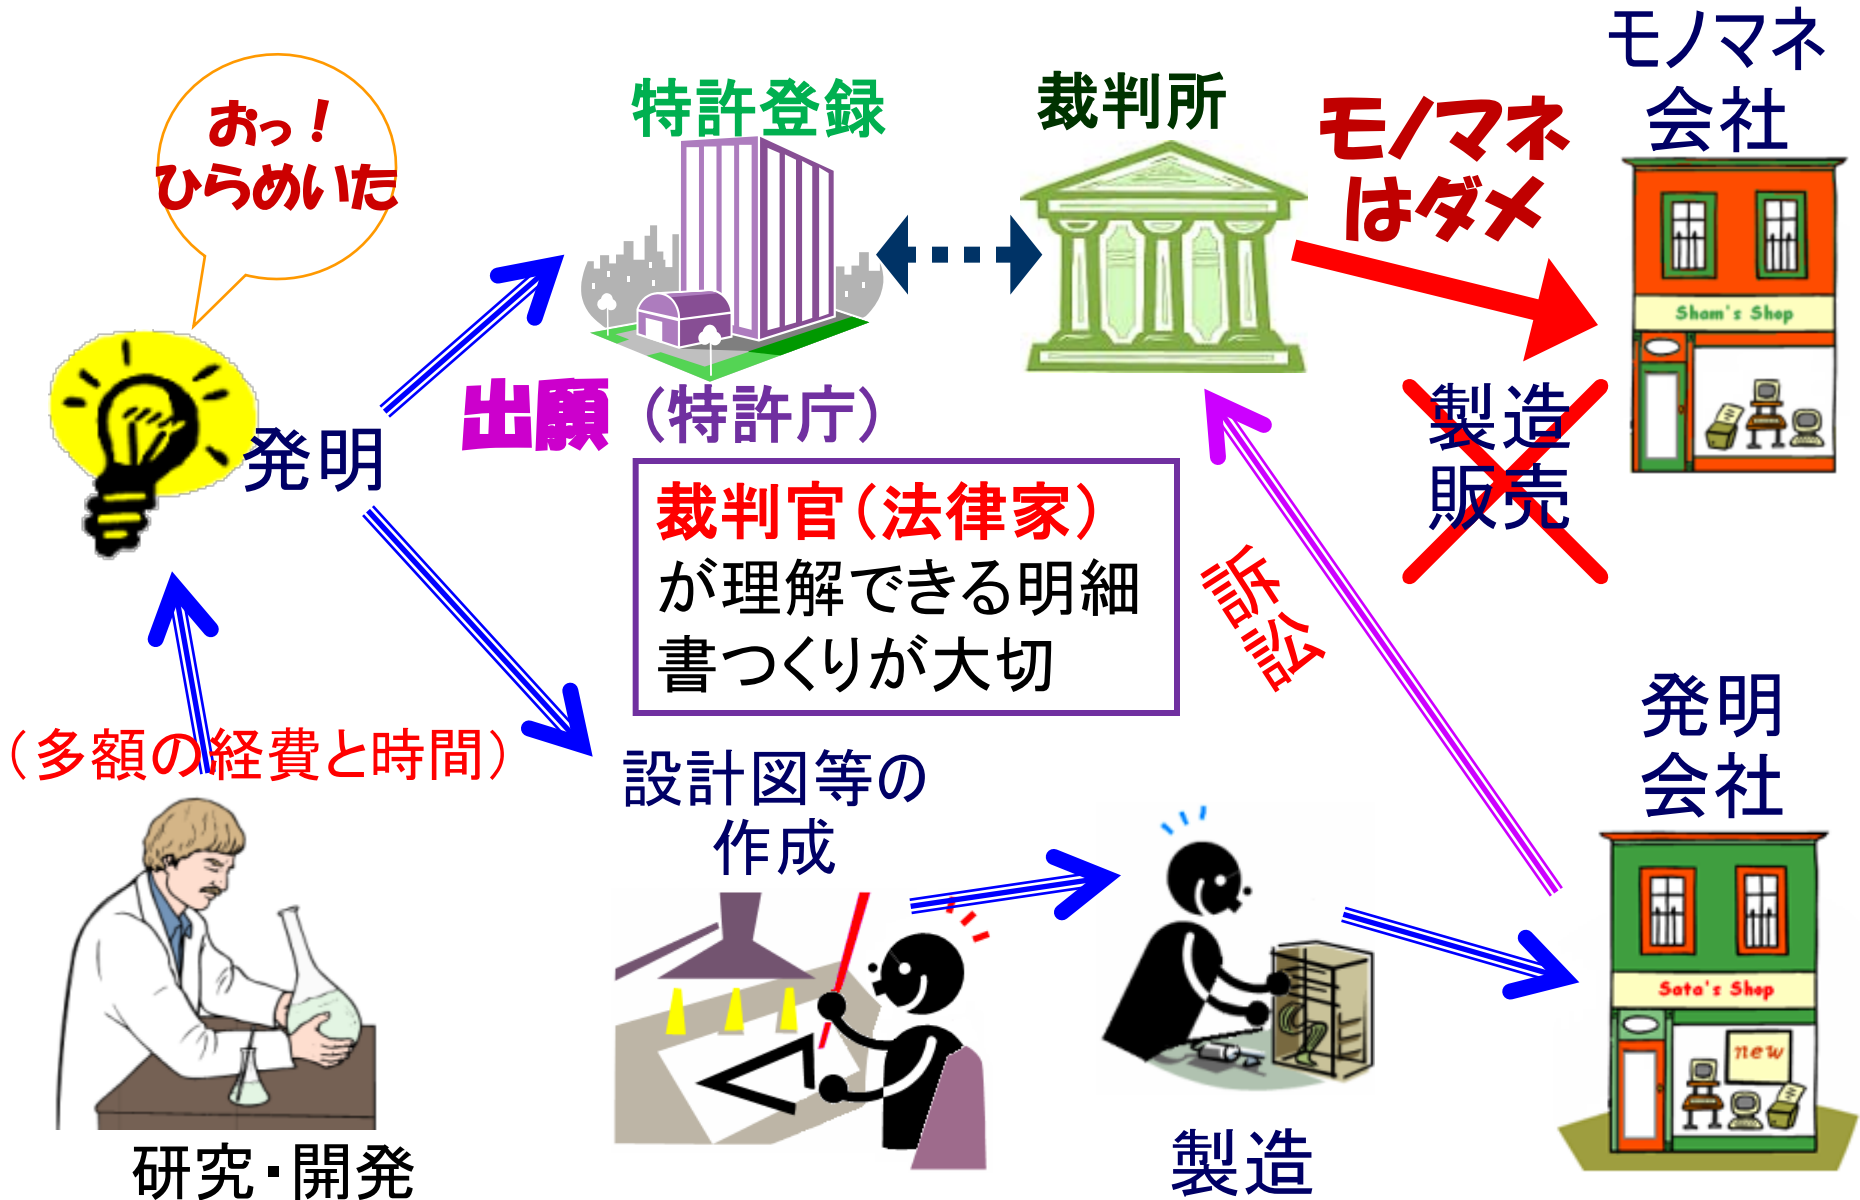 モノマネ
会社
おっ！
ひらめいた
特許登録
裁判所
モノマネ
はダメ
Sham's Shop
出願
（特許庁）
発明
製造
販売
裁判官（法律家）
が理解できる明細
書つくりが大切
訴訟
（多額の経費と時間）
設計図等の
作成
発明
会社
Sata's Shop
new
研究・開発
製造